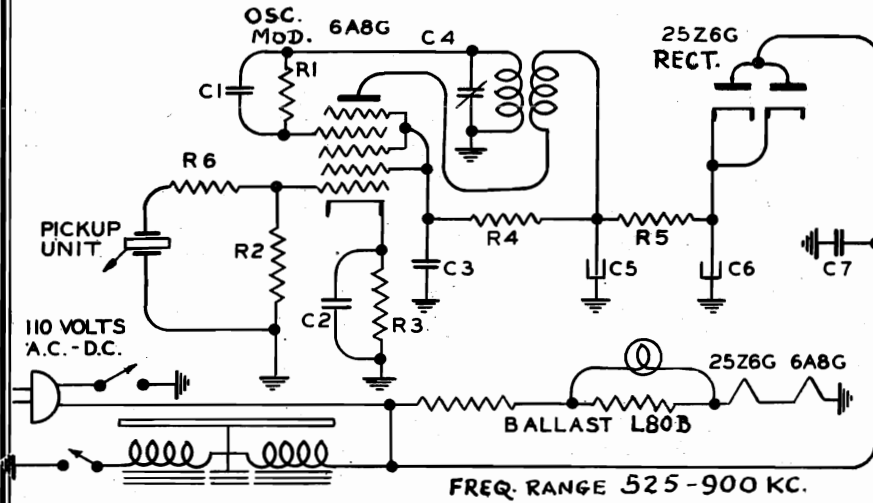 OSC.
MOD.
6A8G
C4
25Z6G
RECT.
C1
R1
R6
PICKUP
UNIT
R2
C2
R3
C3
R4
C5
R5
C6
C7
110 VOLTS
A.C.-D.C.
25Z6G 6A8G
BALLAST L80B
FREQ. RANGE 525-900 KC.